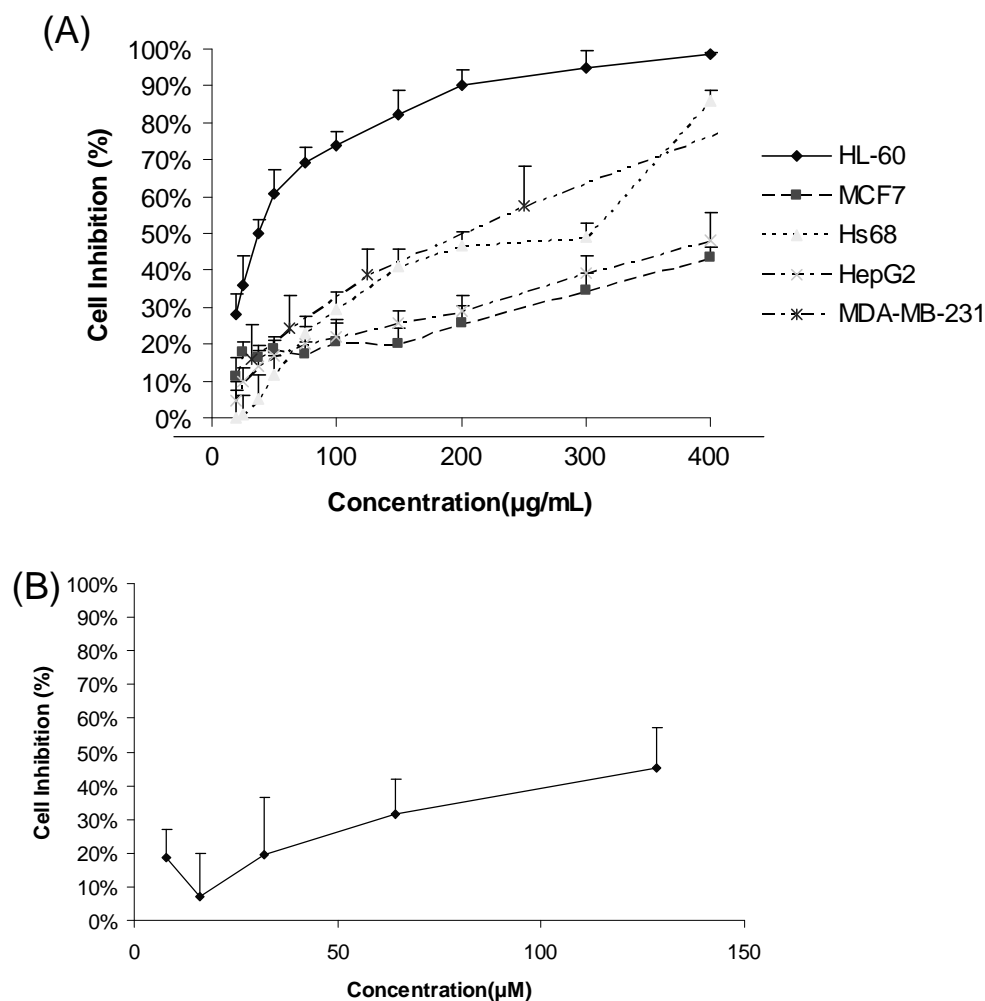 (A)
100%
90%
80%
70%
60%
50%
40%
30%
20%
10%
0%
Cell Inhibition (%)
0 100 200 300 400
Concentration(µg/mL)
HL-60
MCF7
Hs68
HepG2
MDA-MB-231
(B)
100%
90%
80%
70%
60%
50%
40%
30%
20%
10%
0%
Cell Inhibition (%)
0 50 100 150
Concentration(µM)